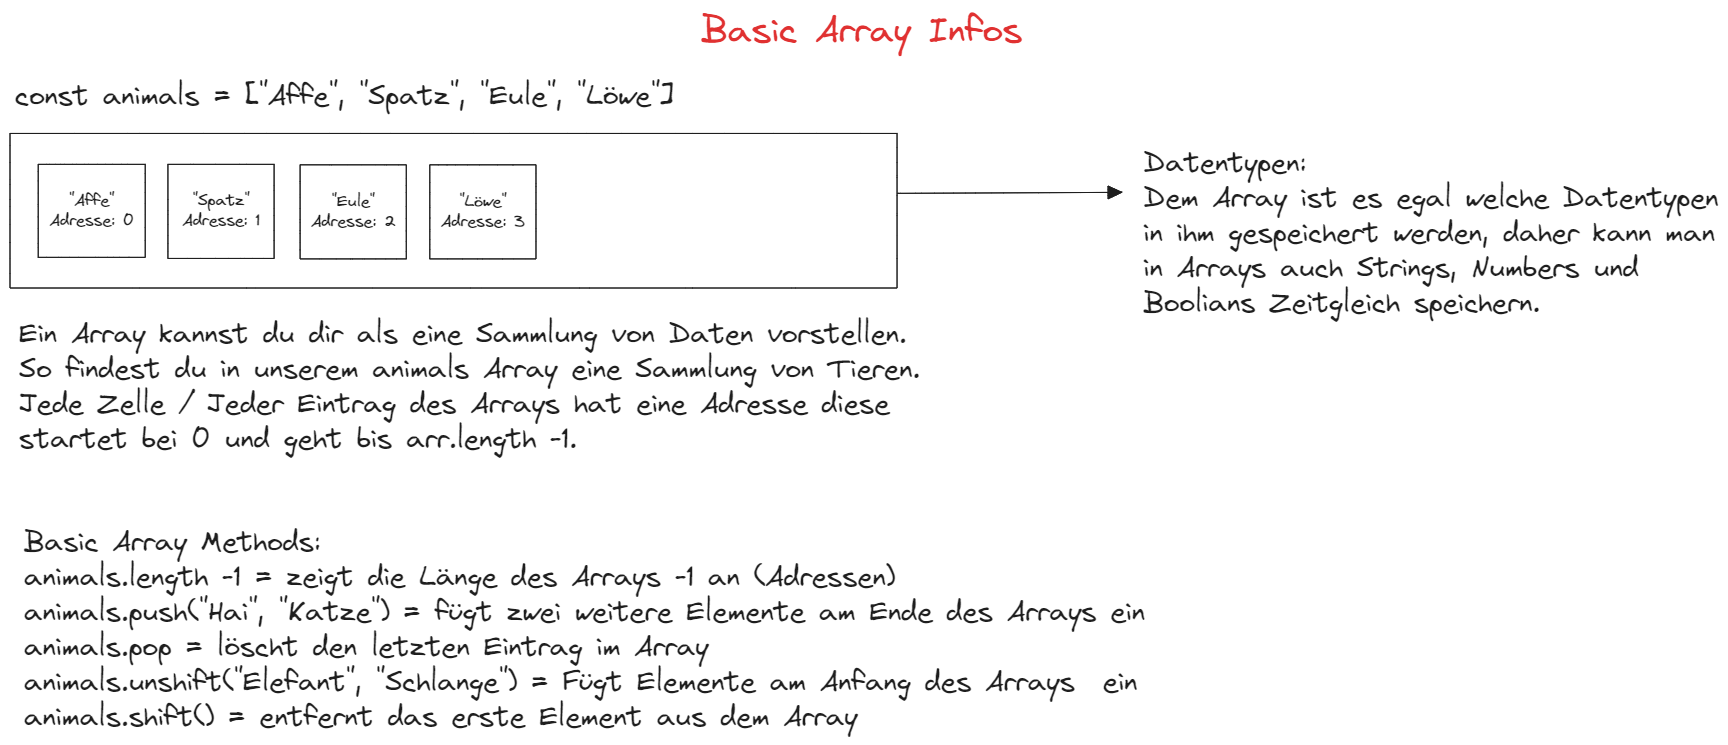 Basic Array Infos
const animals = ["Affe", "Spatz", "Eule", "Löwe"]
"Affe"
Adresse: 0
"Spatz"
Adresse: 1
"Eule"
Adresse: 2
"Löwe"
Adresse: 3
Datentypen:
Dem Array ist es egal welche Datentypen
in ihm gespeichert werden, daher kann man
in Arrays auch Strings, Numbers und
Boolians Zeitgleich speichern.
Ein Array kannst du dir als eine Sammlung von Daten vorstellen.
So findest du in unserem animals Array eine Sammlung von Tieren.
Jede Zelle / Jeder Eintrag des Arrays hat eine Adresse diese
startet bei 0 und geht bis arr.length -1.
Basic Array Methods:
animals.length -1 = zeigt die Länge des Arrays -1 an (Adressen)
animals.push("Hai", "Katze") = fügt zwei weitere Elemente am Ende des Arrays ein
animals.pop = löscht den letzten Eintrag im Array
animals.unshift("Elefant", "Schlange") = Fügt Elemente am Anfang des Arrays  ein
animals.shift() = entfernt das erste Element aus dem Array